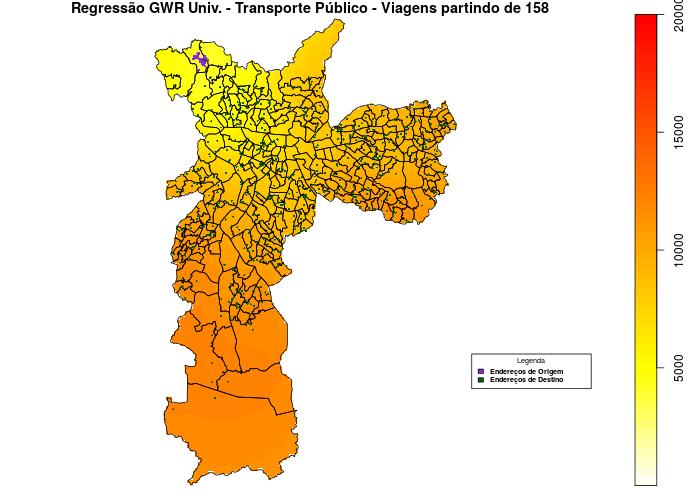 Regressão GWR Univ. - Transporte Público - Viagens partindo de 158
20000
15000
10000
5000
Legenda
Endereços de Origem
Endereços de Destino